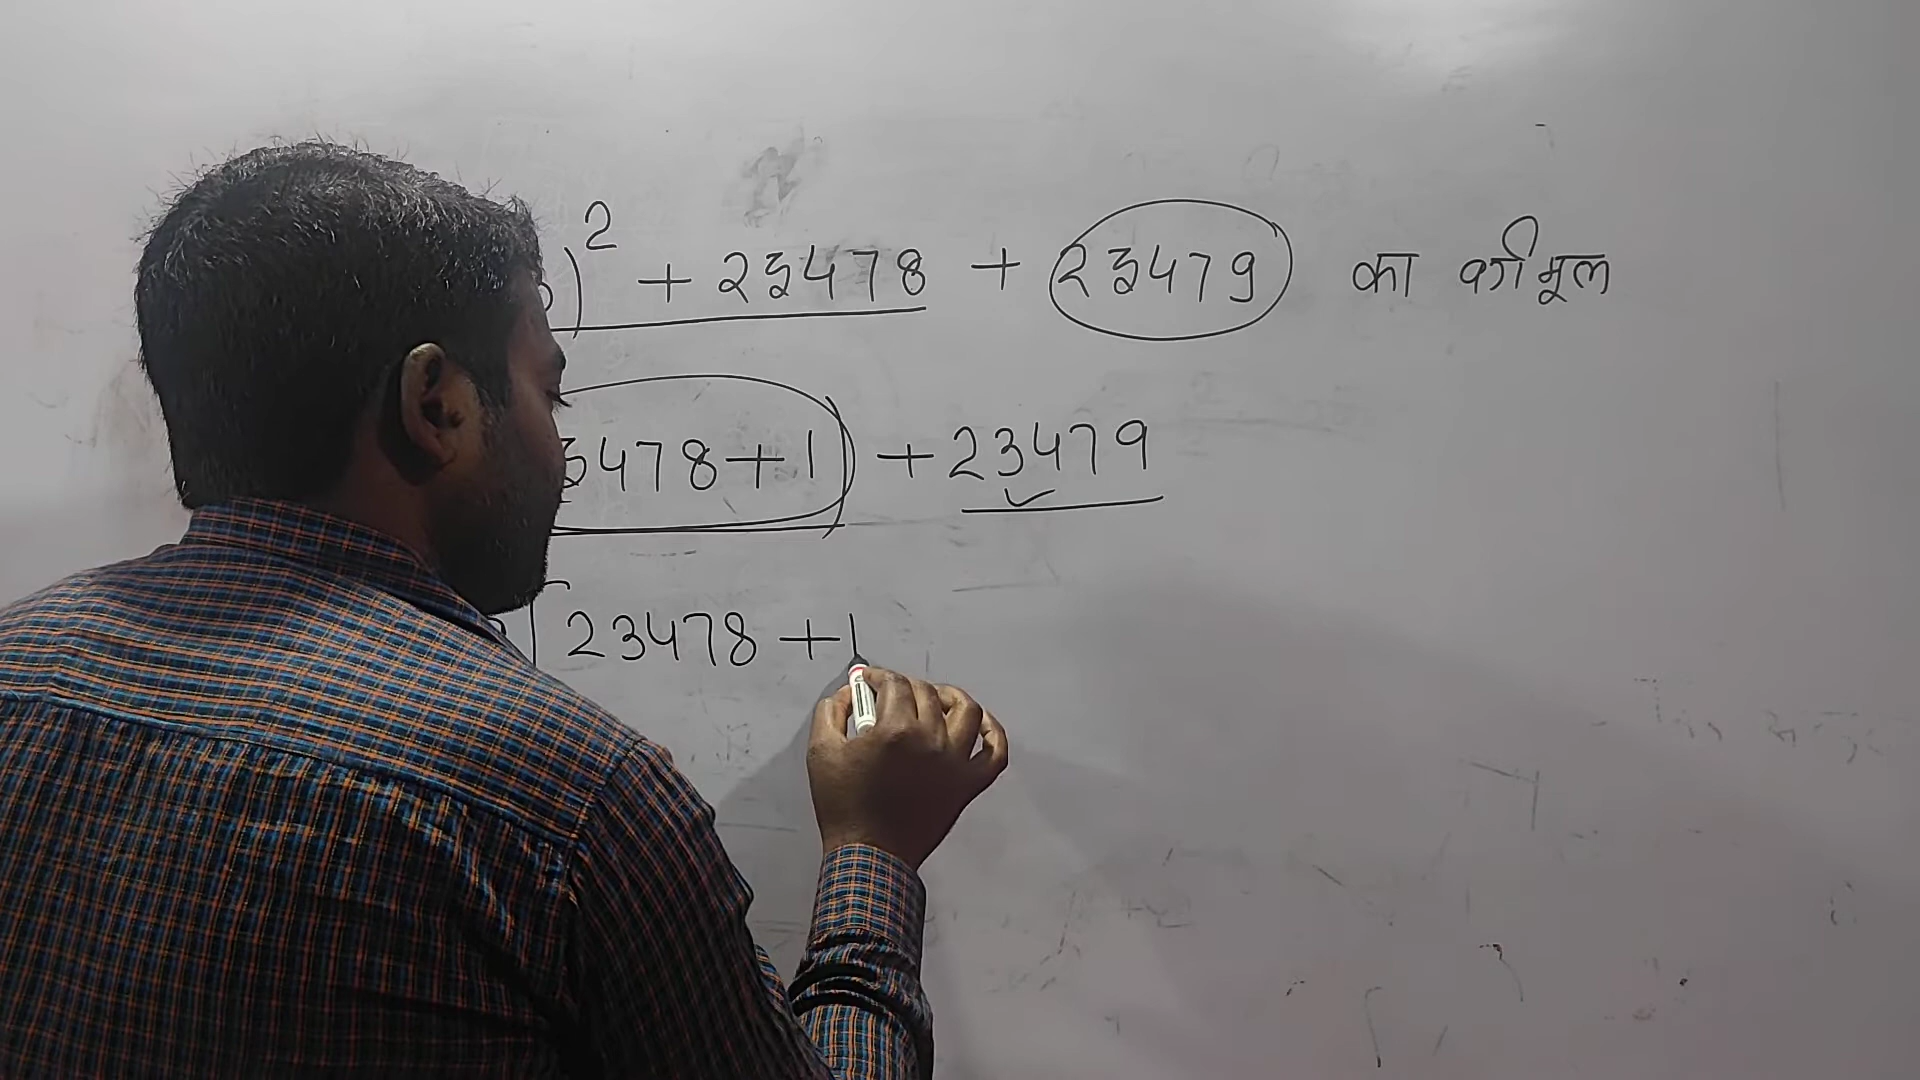 )² + 23478 + 23479 का वर्गमूल
3478 + 1) + 23479
[23478 + 1